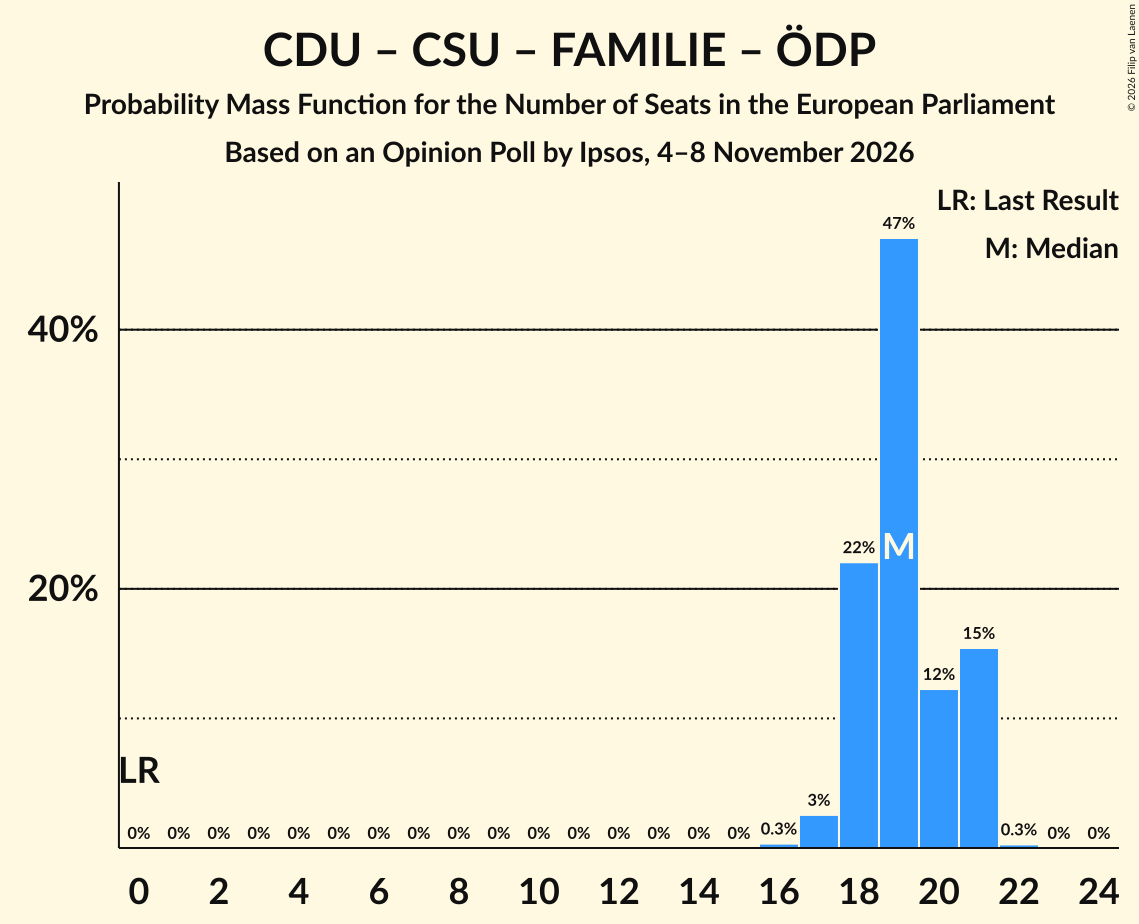 CDU – CSU – FAMILIE – ÖDP
Probability Mass Function for the Number of Seats in the European Parliament
Based on an Opinion Poll by Ipsos, 4–8 November 2026
© 2026 Filip van Laenen
LR: Last Result
M: Median
40%
20%
47%
22%
M
15%
12%
LR
3%
0% 0% 0% 0% 0% 0% 0% 0% 0% 0% 0% 0% 0% 0% 0% 0% 0.3% 0.3% 0% 0%
0 2 4 6 8 10 12 14 16 18 20 22 24